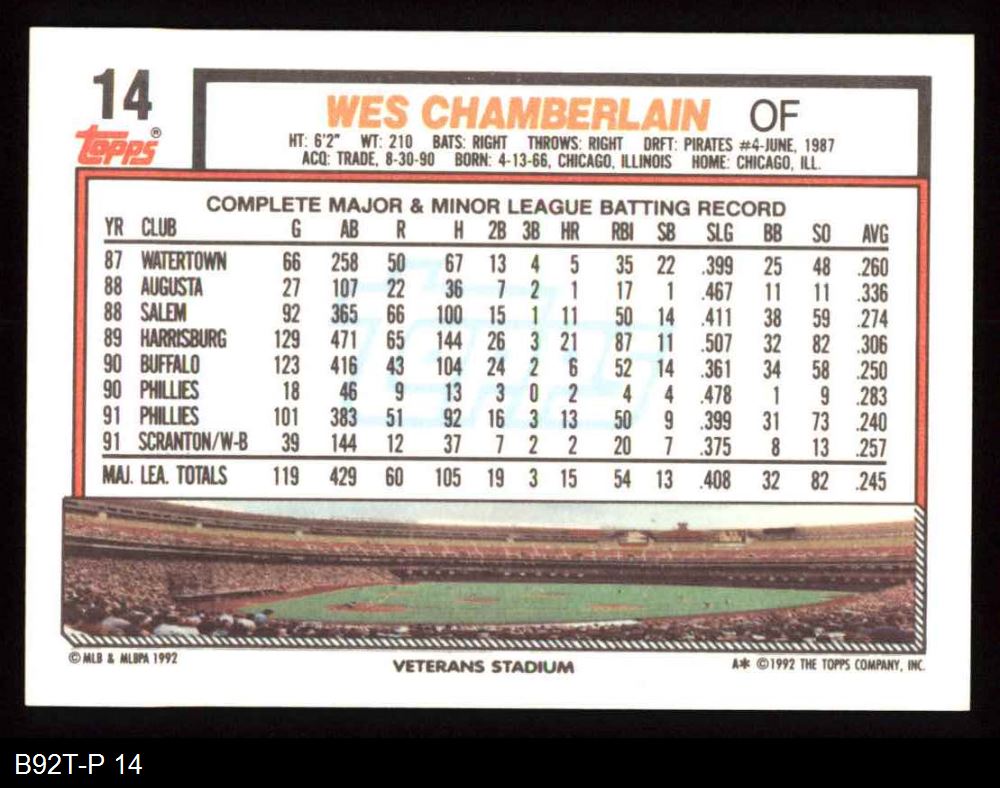 14
Topps®
WES CHAMBERLAIN OF
HT: 6'2" WT: 210 BATS: RIGHT THROWS: RIGHT DRFT: PIRATES #4-JUNE, 1987
ACQ: TRADE, 8-30-90 BORN: 4-13-66, CHICAGO, ILLINOIS HOME: CHICAGO, ILL.
COMPLETE MAJOR & MINOR LEAGUE BATTING RECORD
YR CLUB G AB R H 2B 3B HR RBI SB SLG BB SO AVG
87 WATERTOWN 66 258 50 67 13 4 5 35 22 .399 25 48 .260
88 AUGUSTA 27 107 22 36 7 2 1 17 1 .467 11 11 .336
88 SALEM 92 365 66 100 15 1 11 50 14 .411 38 59 .274
89 HARRISBURG 129 471 65 144 26 3 21 87 11 .507 32 82 .306
90 BUFFALO 123 416 43 104 24 2 6 52 14 .361 34 58 .250
90 PHILLIES 18 46 9 13 3 0 2 4 4 .478 1 9 .283
91 PHILLIES 101 383 51 92 16 3 13 50 9 .399 31 73 .240
91 SCRANTON/W-B 39 144 12 37 7 2 2 20 7 .375 8 13 .257
MAJ. LEA. TOTALS 119 429 60 105 19 3 15 54 13 .408 32 82 .245
Topps
© MLB & MLBPA 1992
VETERANS STADIUM
A* ©1992 THE TOPPS COMPANY, INC.
B92T-P 14